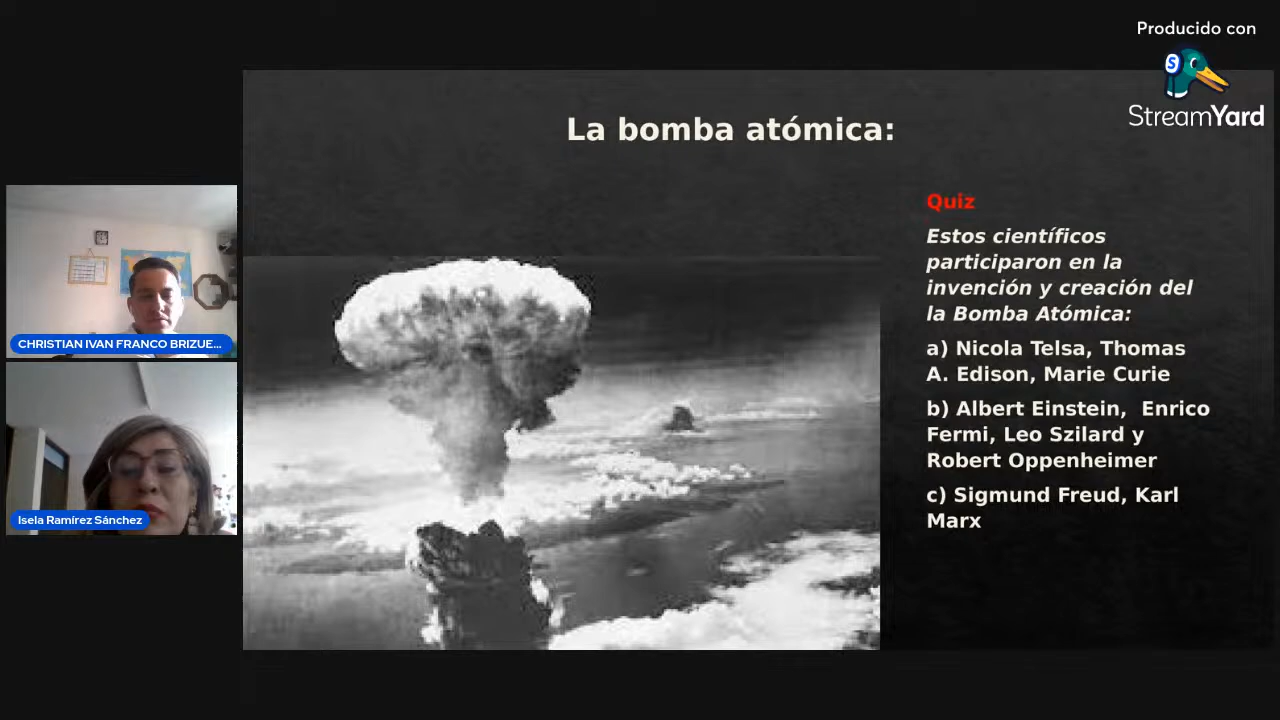 Producido con
StreamYard
La bomba atómica:
Quiz
Estos científicos
participaron en la
invención y creación del
la Bomba Atómica:
a) Nicola Telsa, Thomas
A. Edison, Marie Curie
b) Albert Einstein,  Enrico
Fermi, Leo Szilard y
Robert Oppenheimer
c) Sigmund Freud, Karl
Marx
CHRISTIAN IVAN FRANCO BRIZUE...
Isela Ramírez Sánchez